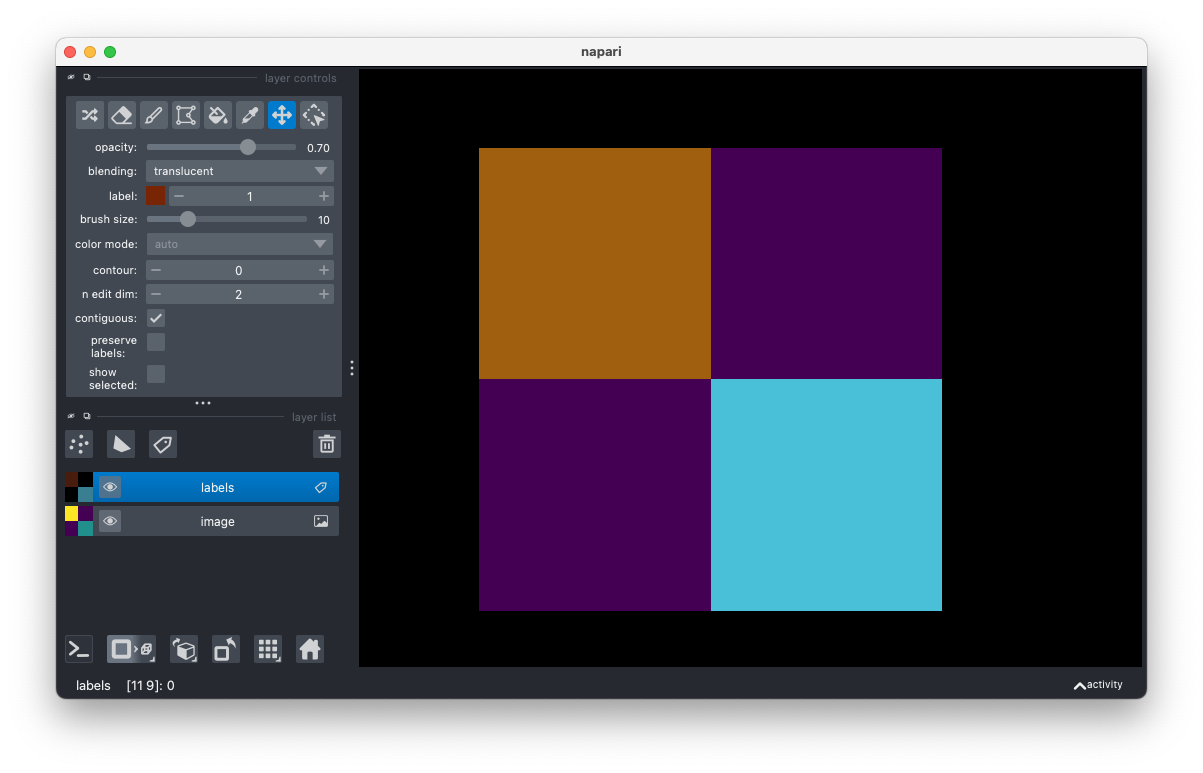 napari
layer controls
opacity: 0.70
blending: translucent
label: 1
brush size: 10
color mode: auto
contour: 0
n edit dim: 2
contiguous:
preserve
labels:
show
selected:
layer list
labels
image
labels [11 9]: 0
activity